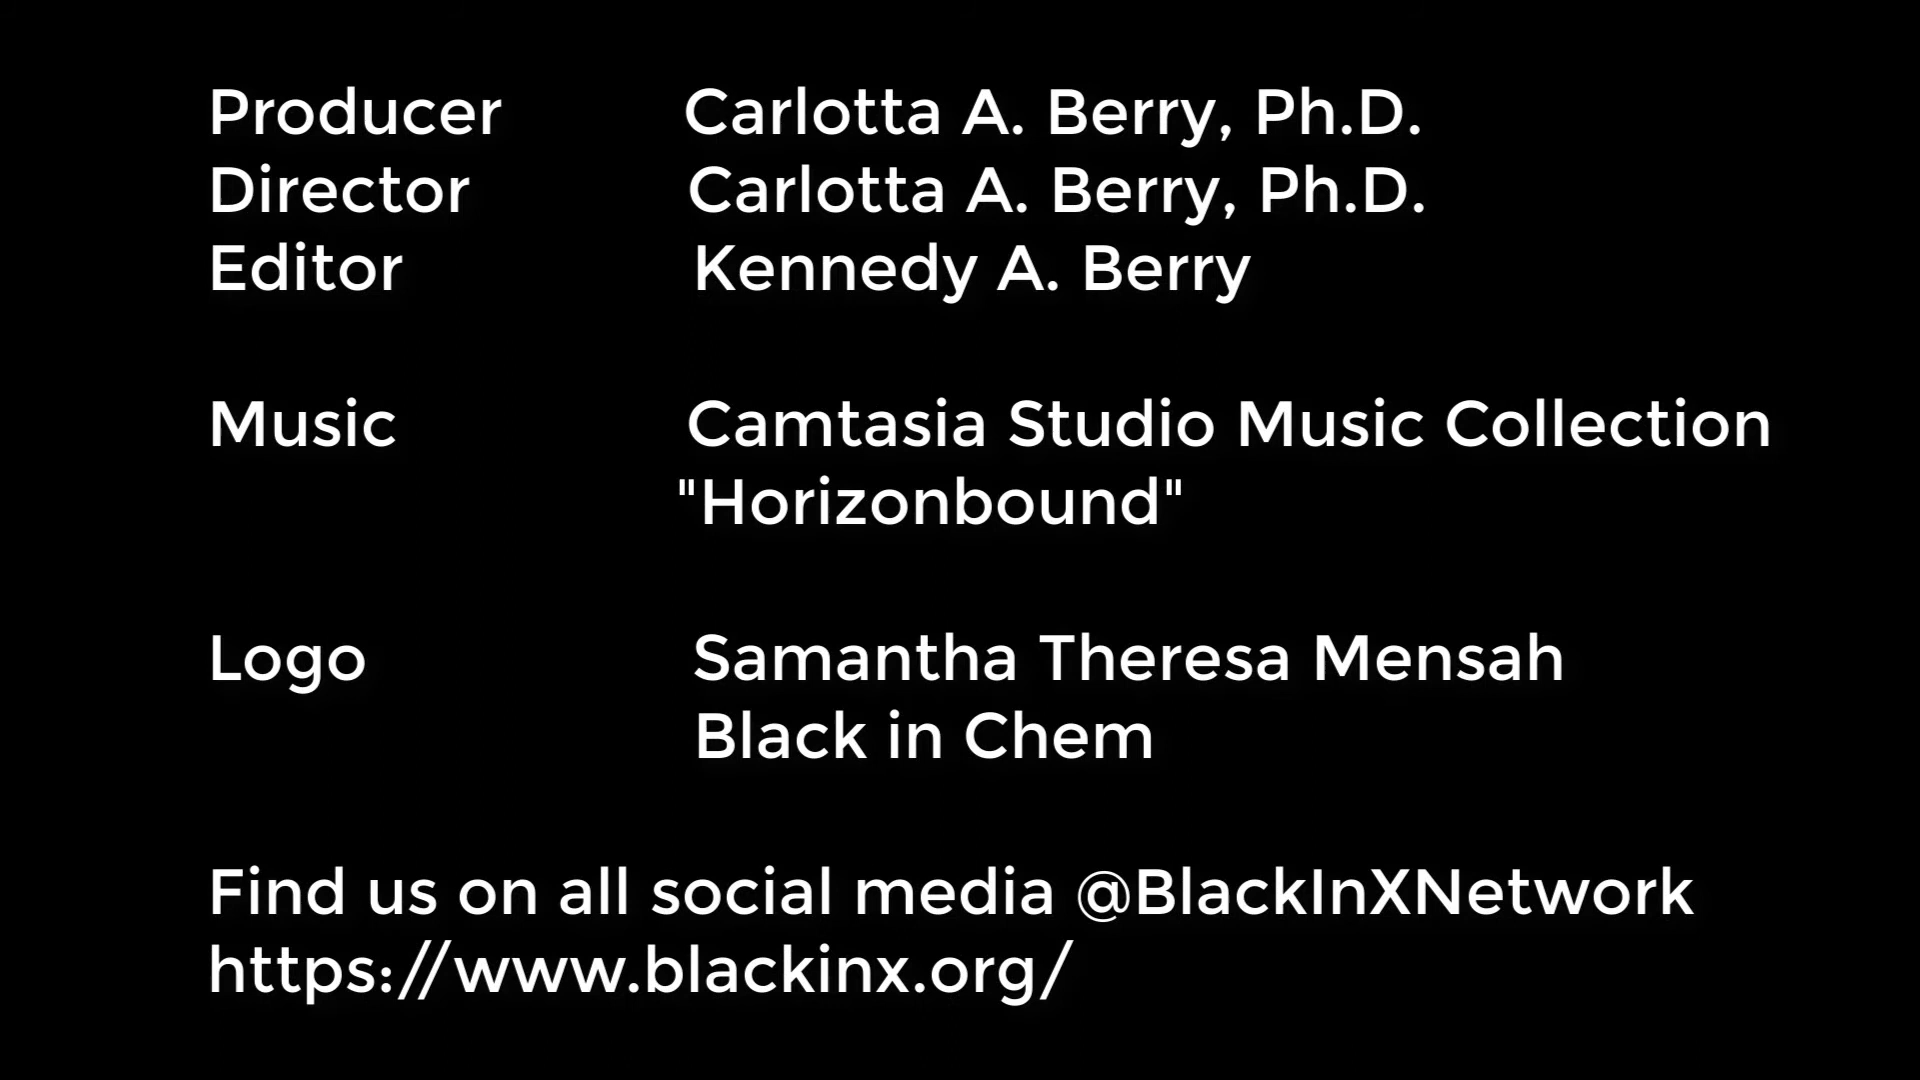 Producer Carlotta A. Berry, Ph.D.
Director Carlotta A. Berry, Ph.D.
Editor Kennedy A. Berry
Music Camtasia Studio Music Collection
"Horizonbound"
Logo Samantha Theresa Mensah
Black in Chem
Find us on all social media @BlackInXNetwork
https://www.blackinx.org/